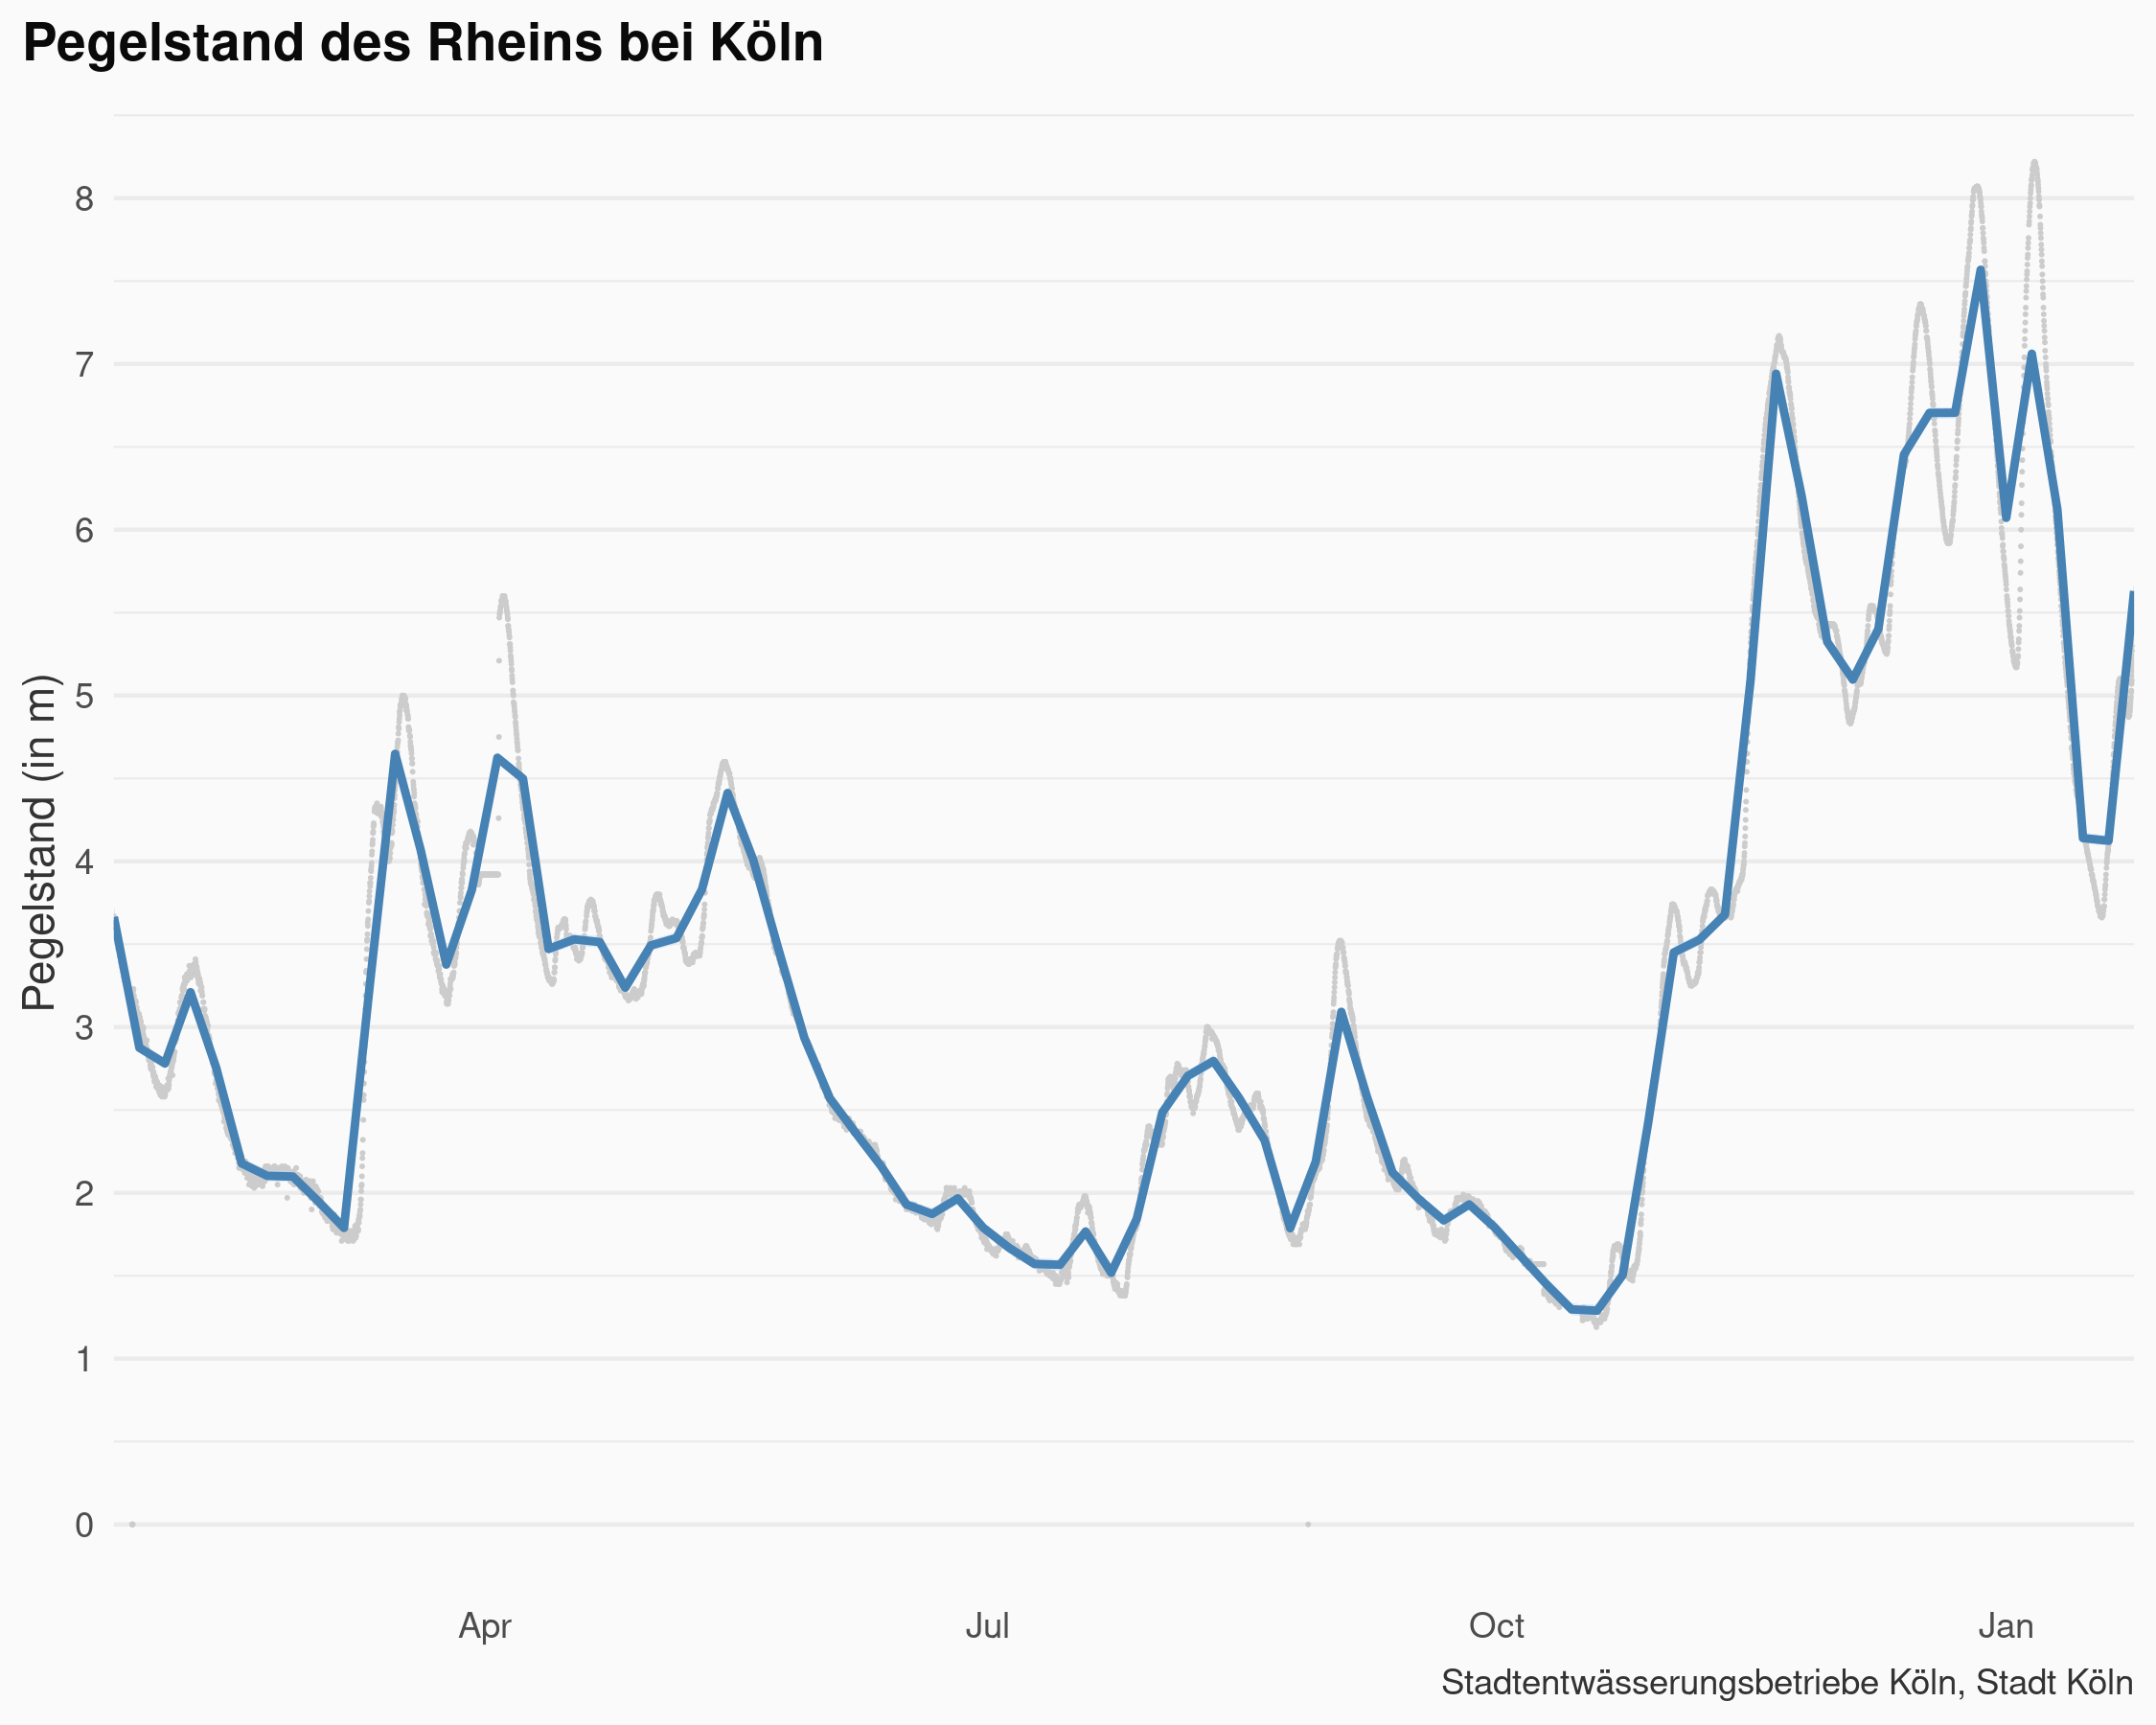 Pegelstand des Rheins bei Köln
Pegelstand (in m)
8
7
6
5
4
3
2
1
0
Apr Jul Oct Jan
Stadtentwässerungsbetriebe Köln, Stadt Köln